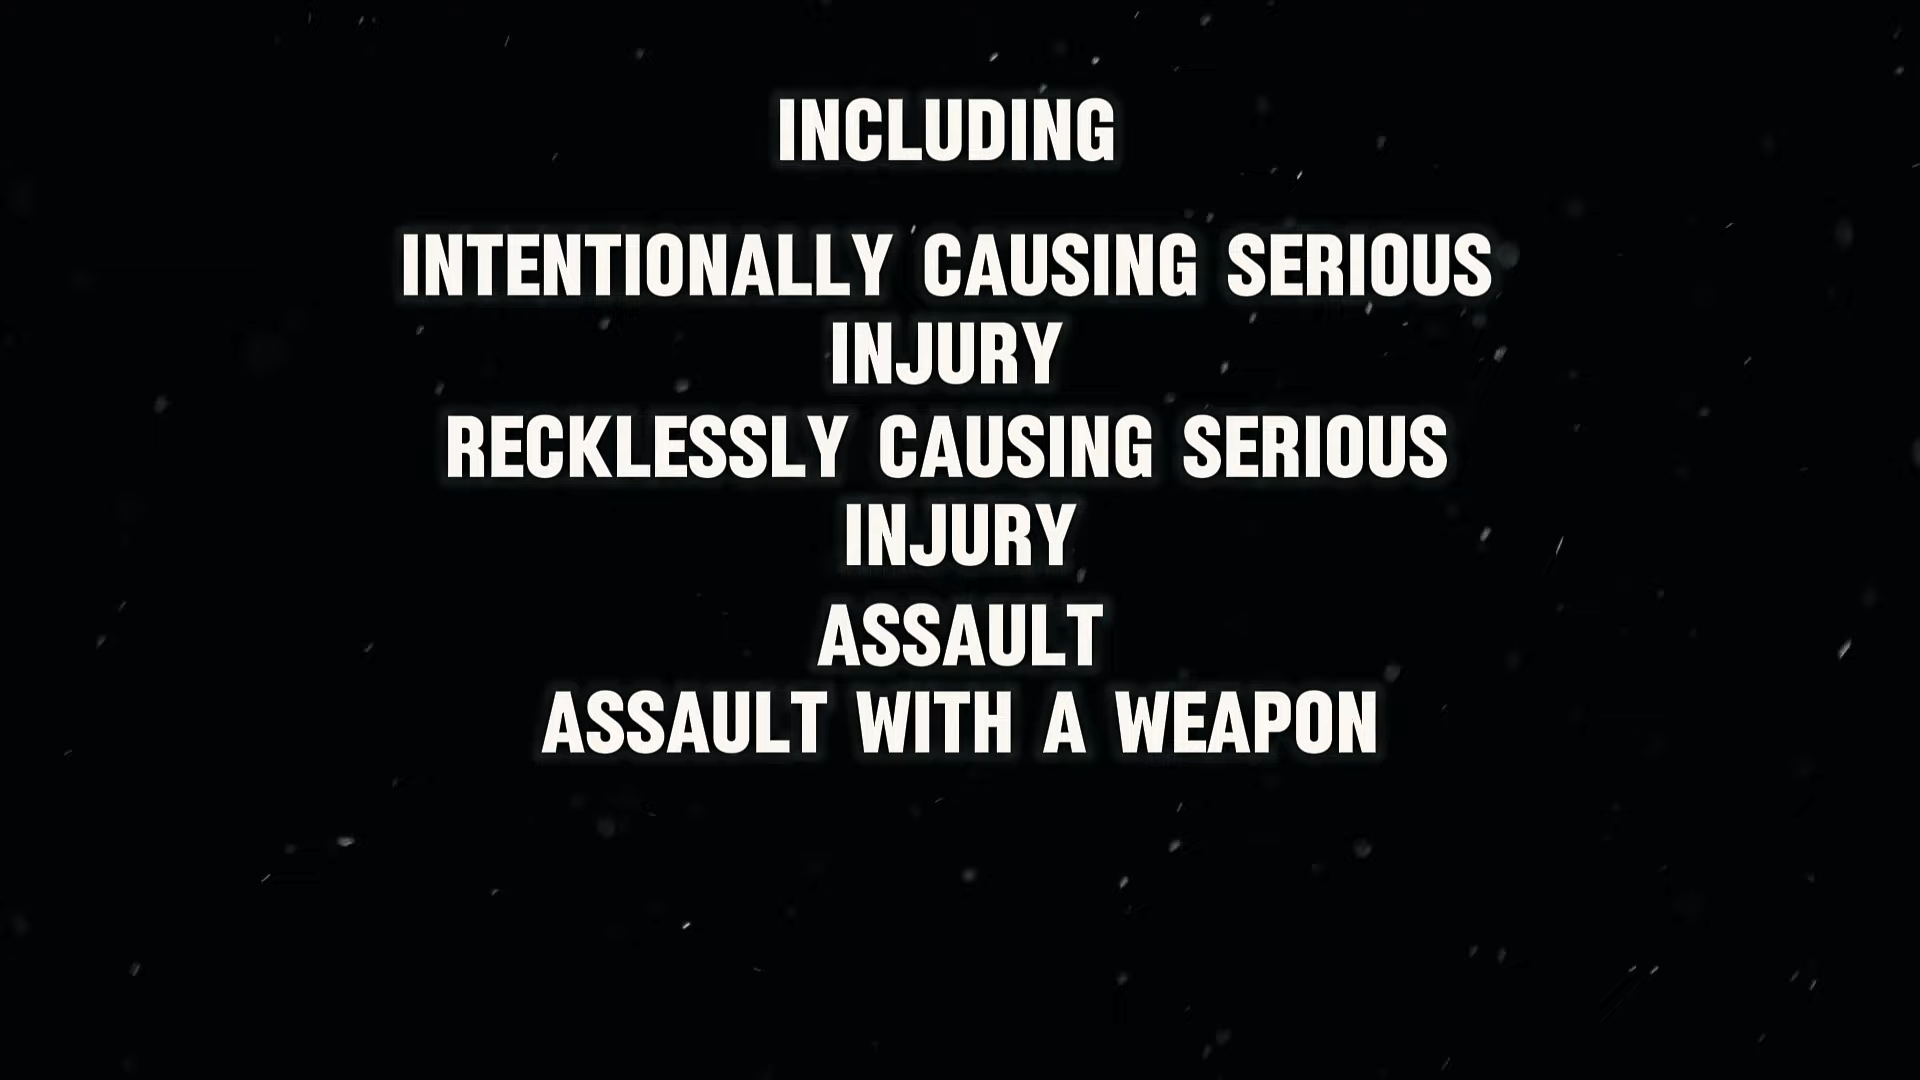 INCLUDING
INTENTIONALLY CAUSING SERIOUS
INJURY
RECKLESSLY CAUSING SERIOUS
INJURY
ASSAULT
ASSAULT WITH A WEAPON